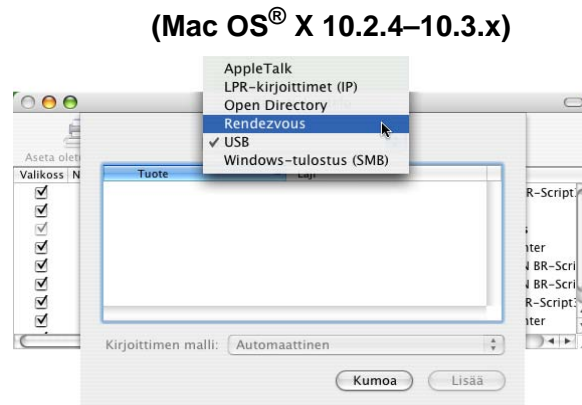 (Mac OS® X 10.2.4–10.3.x)
AppleTalk
LPR-kirjoittimet (IP)
Open Directory
Rendezvous
✓ USB
Windows-tulostus (SMB)
Aseta
Valikoss N
Tuote
Laji
R-Script
nter
BR-Scri
BR-Scri
R-Script
nter
Kirjoittimen malli: Automaattinen
Kumoa Lisää